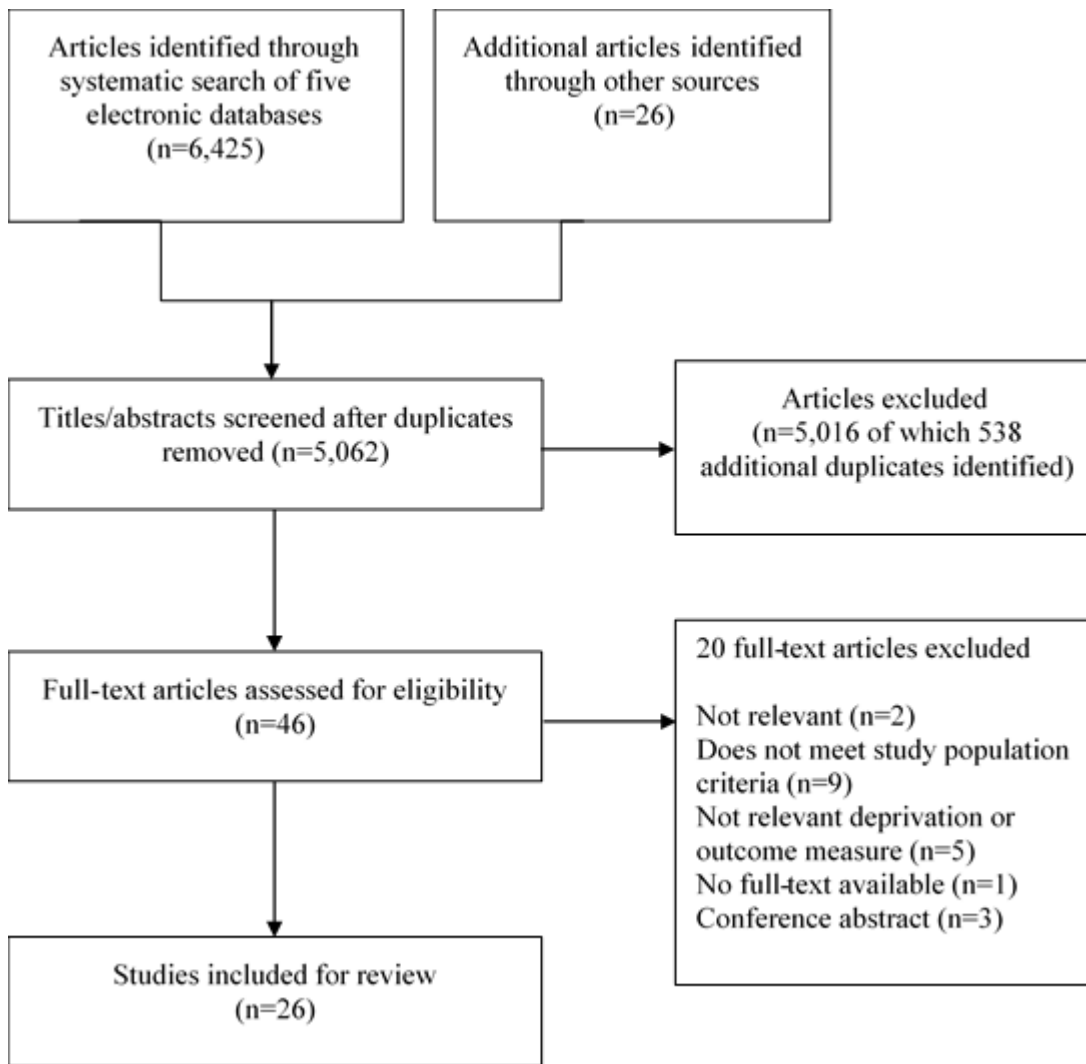 Articles identified through
systematic search of five
electronic databases
(n=6,425)
Additional articles identified
through other sources
(n=26)
Titles/abstracts screened after duplicates
removed (n=5,062)
Articles excluded
(n=5,016 of which 538
additional duplicates identified)
Full-text articles assessed for eligibility
(n=46)
20 full-text articles excluded
Not relevant (n=2)
Does not meet study population
criteria (n=9)
Not relevant deprivation or
outcome measure (n=5)
No full-text available (n=1)
Conference abstract (n=3)
Studies included for review
(n=26)